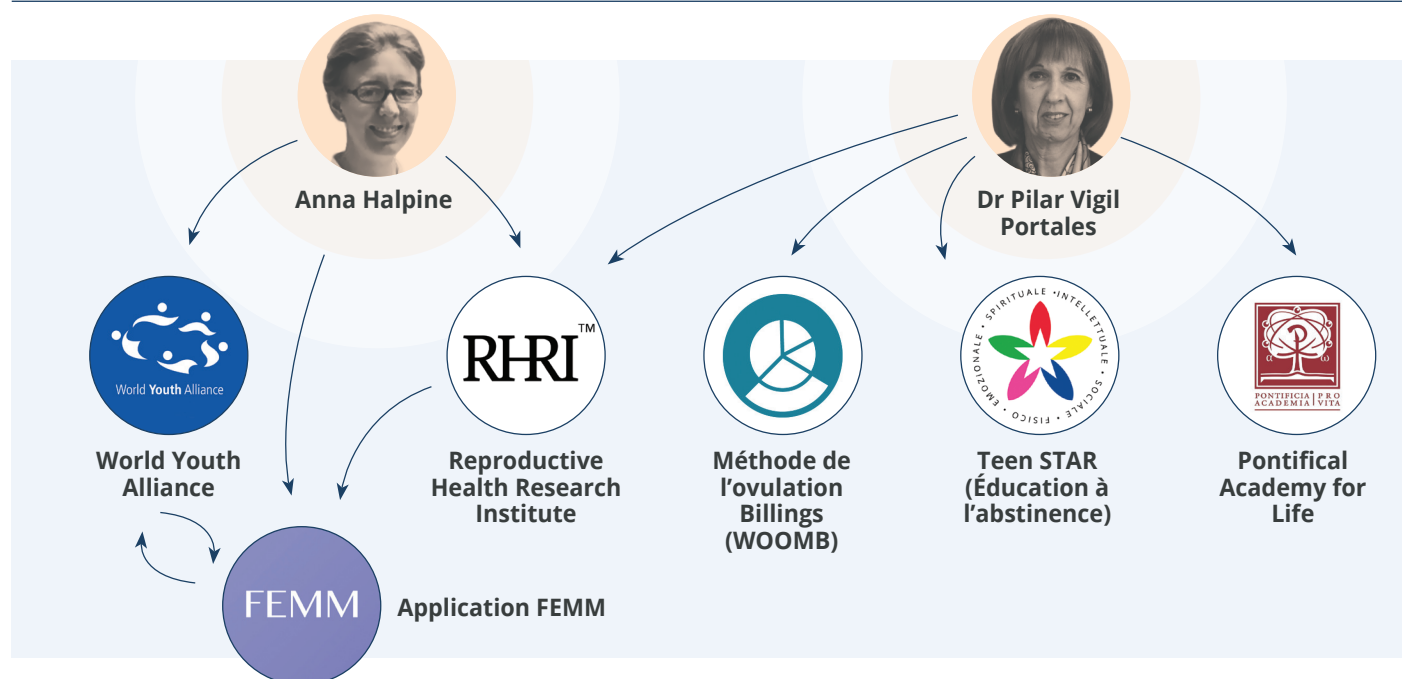 Anna Halpine
Dr Pilar Vigil
Portales
World Youth Alliance
RHRI™
EMOZIONALE • SPIRITUALE • INTELLETTUALE • SOCIALE • FISICO •
α ω
PONTIFICIA PRO
ACADEMIA VITA
World Youth
Alliance
Reproductive
Health Research
Institute
Méthode de
l’ovulation
Billings
(WOOMB)
Teen STAR
(Éducation à
l’abstinence)
Pontifical
Academy for
Life
FEMM
Application FEMM